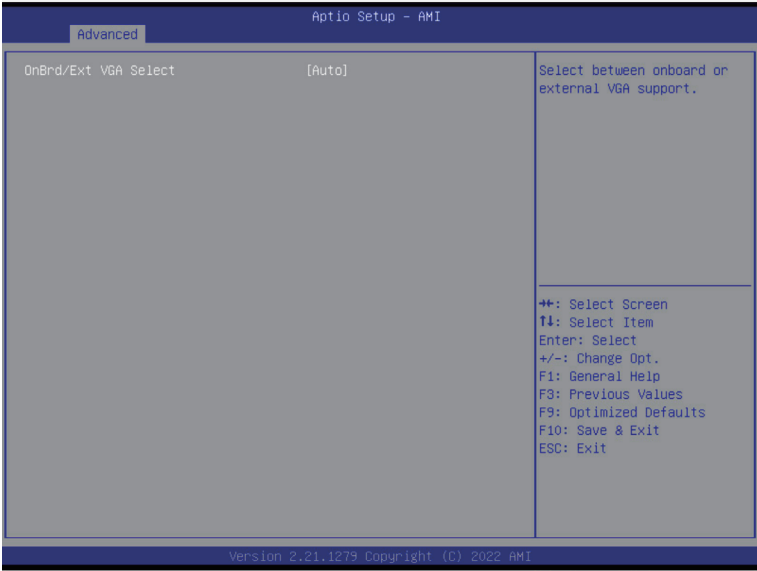 Aptio Setup – AMI
Advanced
OnBrd/Ext VGA Select [Auto]
Select between onboard or
external VGA support.
→←: Select Screen
↑↓: Select Item
Enter: Select
+/-: Change Opt.
F1: General Help
F3: Previous Values
F9: Optimized Defaults
F10: Save & Exit
ESC: Exit
Version 2.21.1279 Copyright (C) 2022 AMI